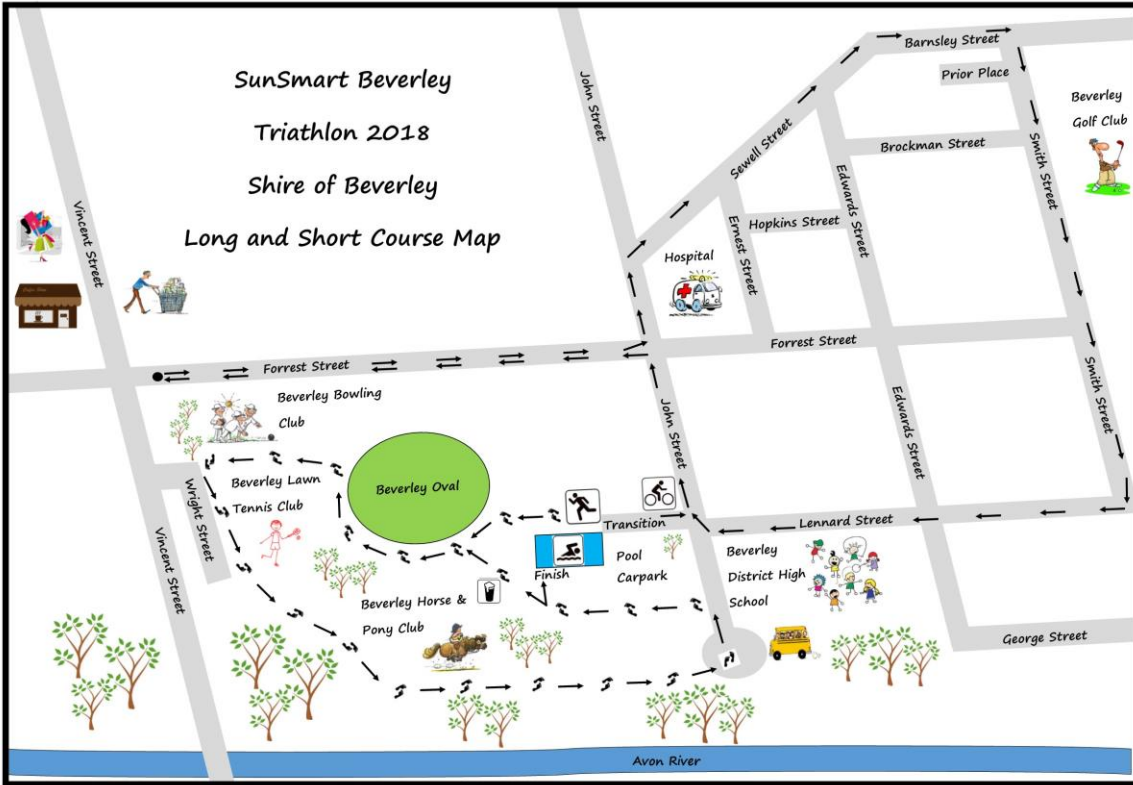 SunSmart Beverley
Triathlon 2018
Shire of Beverley
Long and Short Course Map
Vincent Street
John Street
Barnsley Street
Prior Place
Beverley
Golf Club
Sewell Street
Brockman Street
Smith Street
Edwards Street
Hopkins Street
Ernest Street
Hospital
Forrest Street
Forrest Street
Smith Street
Beverley Bowling
Club
John Street
Edwards Street
Beverley Lawn
Tennis Club
Beverley Oval
Wright Street
Vincent Street
Transition
Lennard Street
Finish
Pool
Carpark
Beverley
District High
School
Beverley Horse &
Pony Club
George Street
Avon River